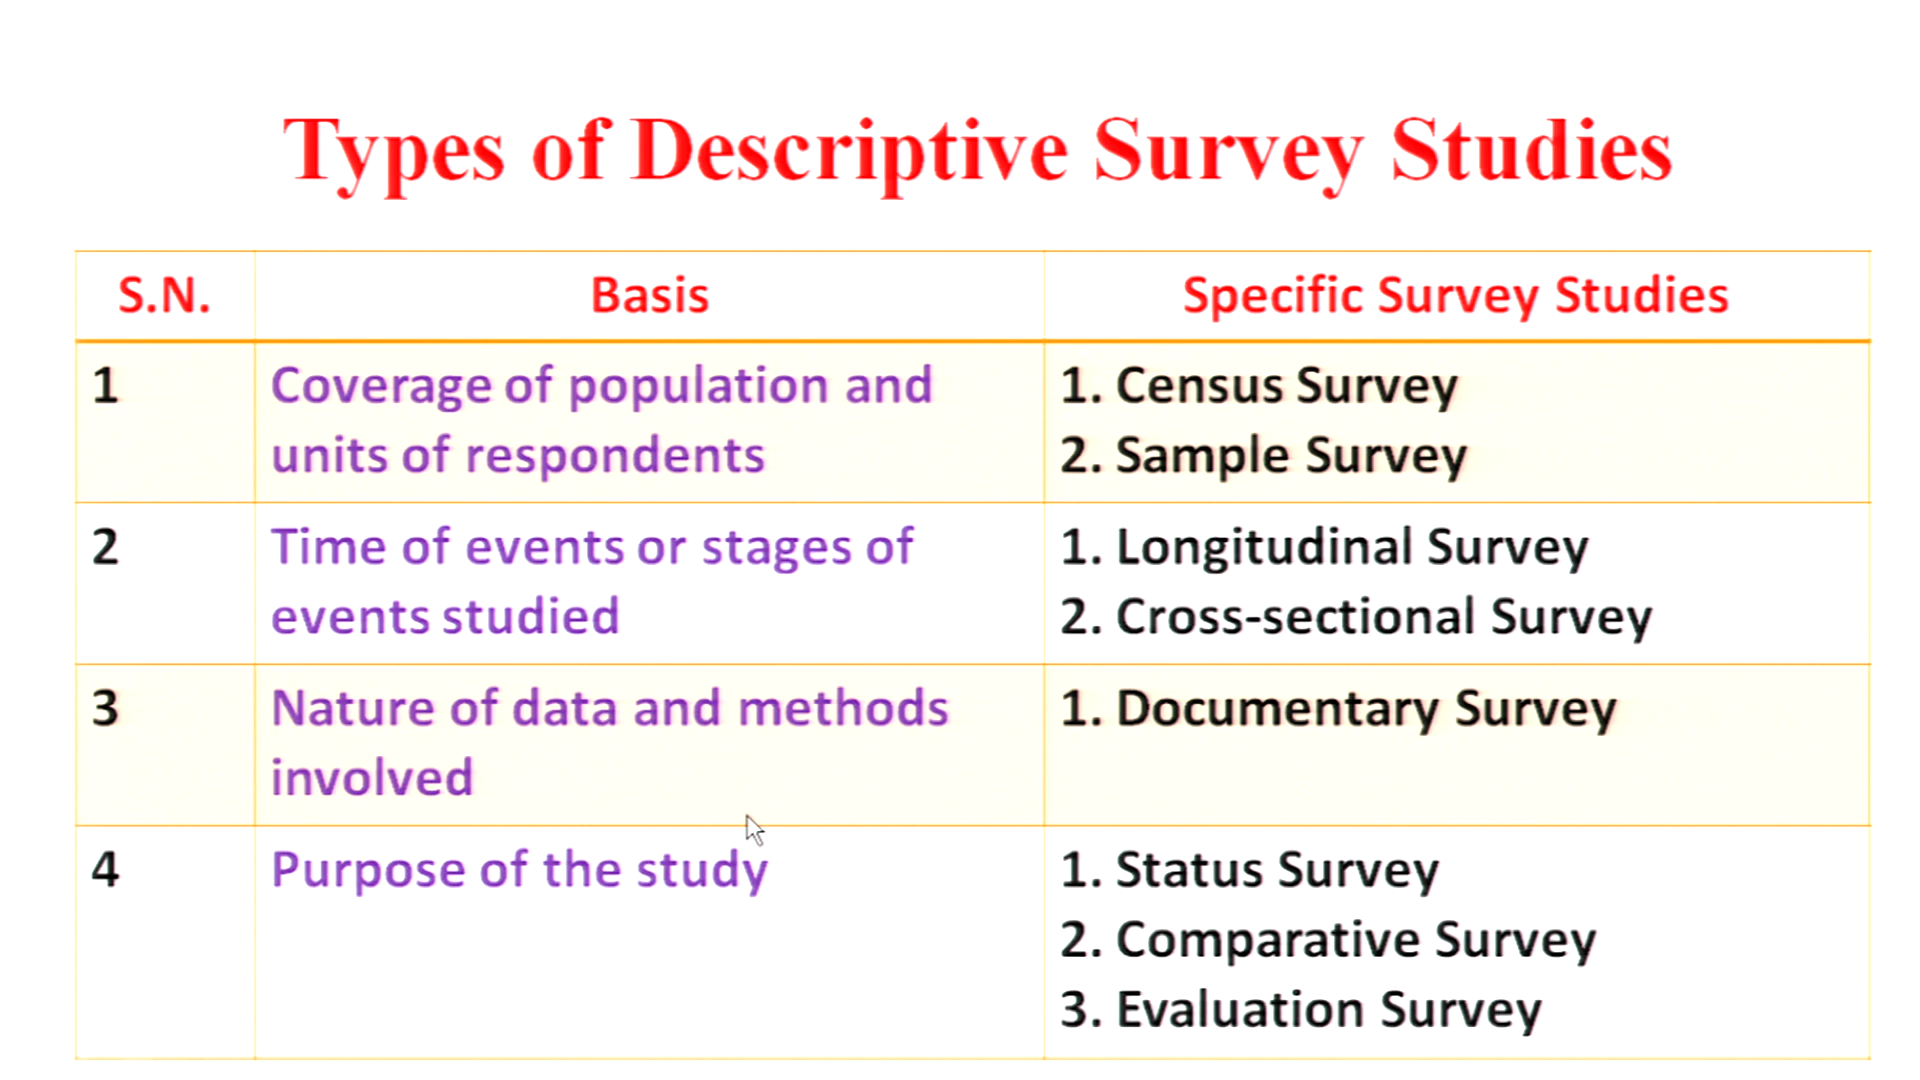 Types of Descriptive Survey Studies
S.N. Basis Specific Survey Studies
1 Coverage of population and 1. Census Survey
units of respondents 2. Sample Survey
2 Time of events or stages of 1. Longitudinal Survey
events studied 2. Cross-sectional Survey
3 Nature of data and methods 1. Documentary Survey
involved
4 Purpose of the study 1. Status Survey
2. Comparative Survey
3. Evaluation Survey